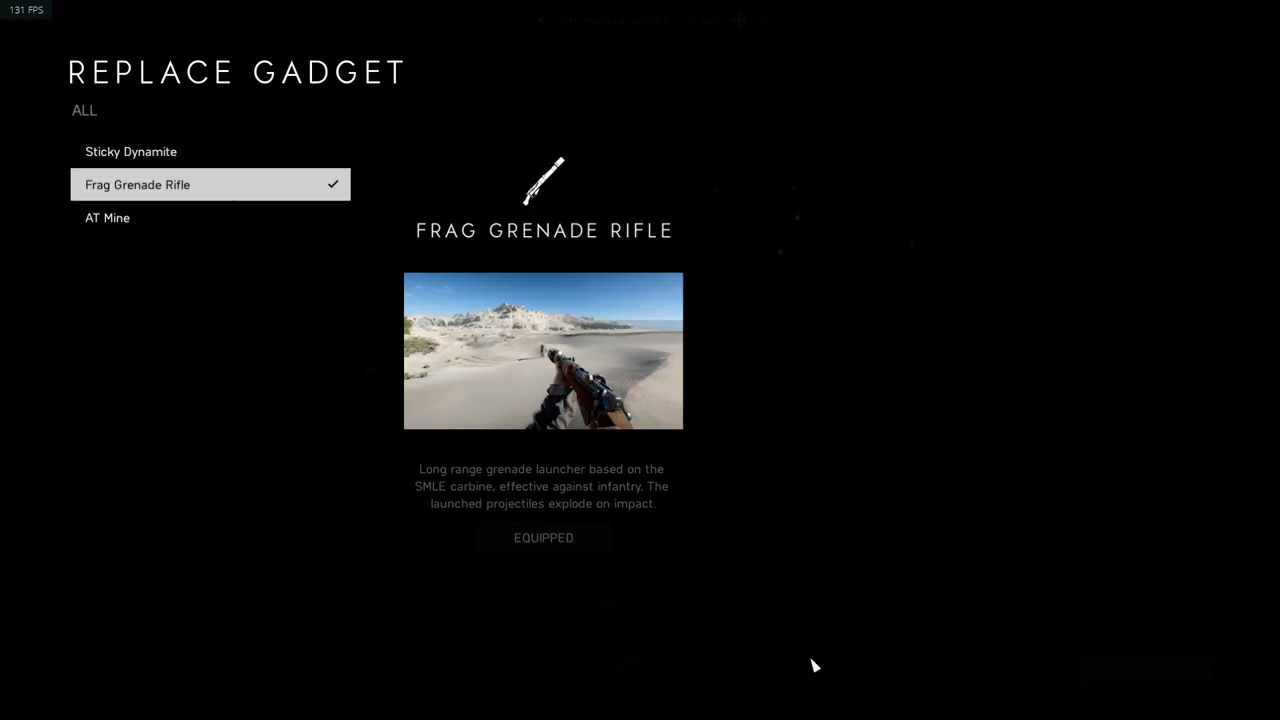 131 FPS
REPLACE GADGET
ALL
Sticky Dynamite
Frag Grenade Rifle
AT Mine
FRAG GRENADE RIFLE
Long range grenade launcher based on the
SMLE carbine, effective against infantry. The
launched projectiles explode on impact.
EQUIPPED